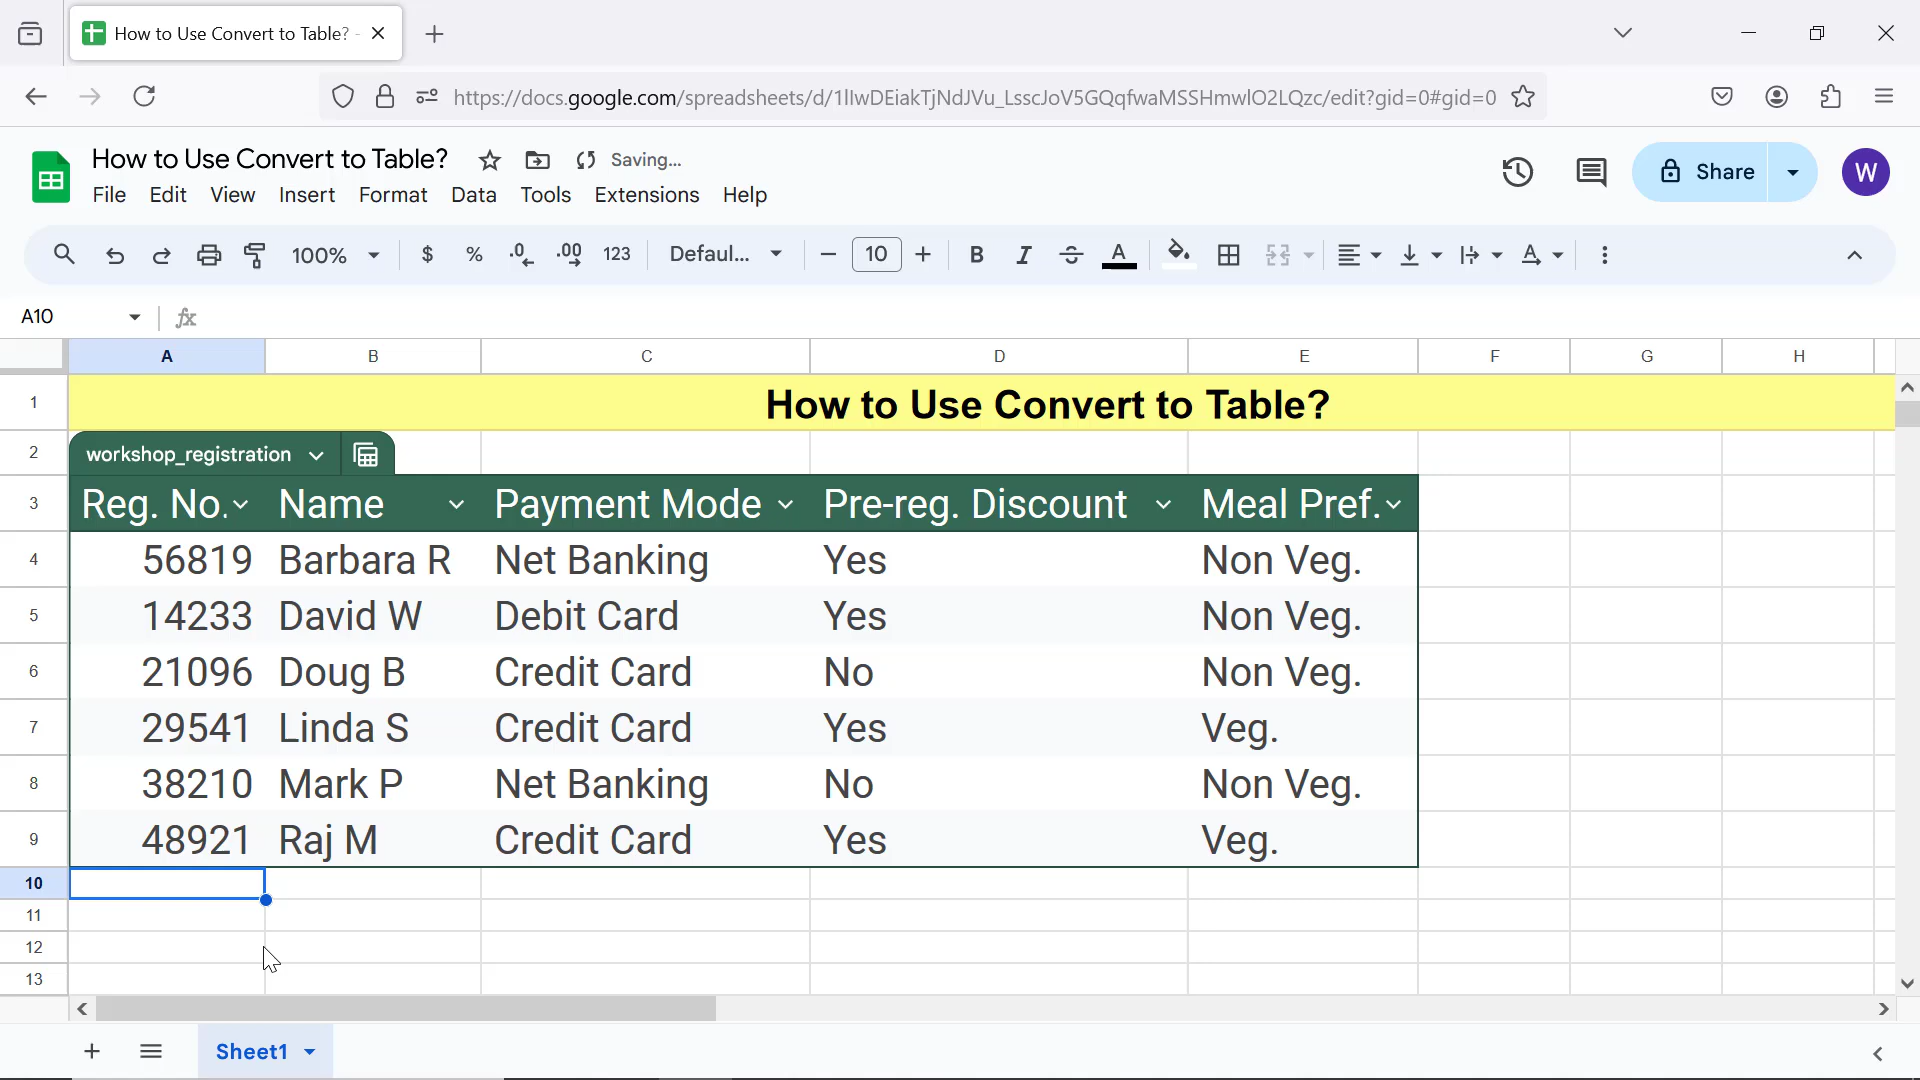 How to Use Convert to Table? -
https://docs.google.com/spreadsheets/d/1lIwDEiakTjNdJVu_LsscJoV5GQqfwaMSSHmwlO2LQzc/edit?gid=0#gid=0
How to Use Convert to Table? Saving...
File Edit View Insert Format Data Tools Extensions Help
Share W
100% $ % .0 .00 123 Defaul... 10 B I S A
A10 fx
A B C D E F G H
1 How to Use Convert to Table?
2 workshop_registration
3 Reg. No. Name Payment Mode Pre-reg. Discount Meal Pref.
4 56819 Barbara R Net Banking Yes Non Veg.
5 14233 David W Debit Card Yes Non Veg.
6 21096 Doug B Credit Card No Non Veg.
7 29541 Linda S Credit Card Yes Veg.
8 38210 Mark P Net Banking No Non Veg.
9 48921 Raj M Credit Card Yes Veg.
10
11
12
13
Sheet1